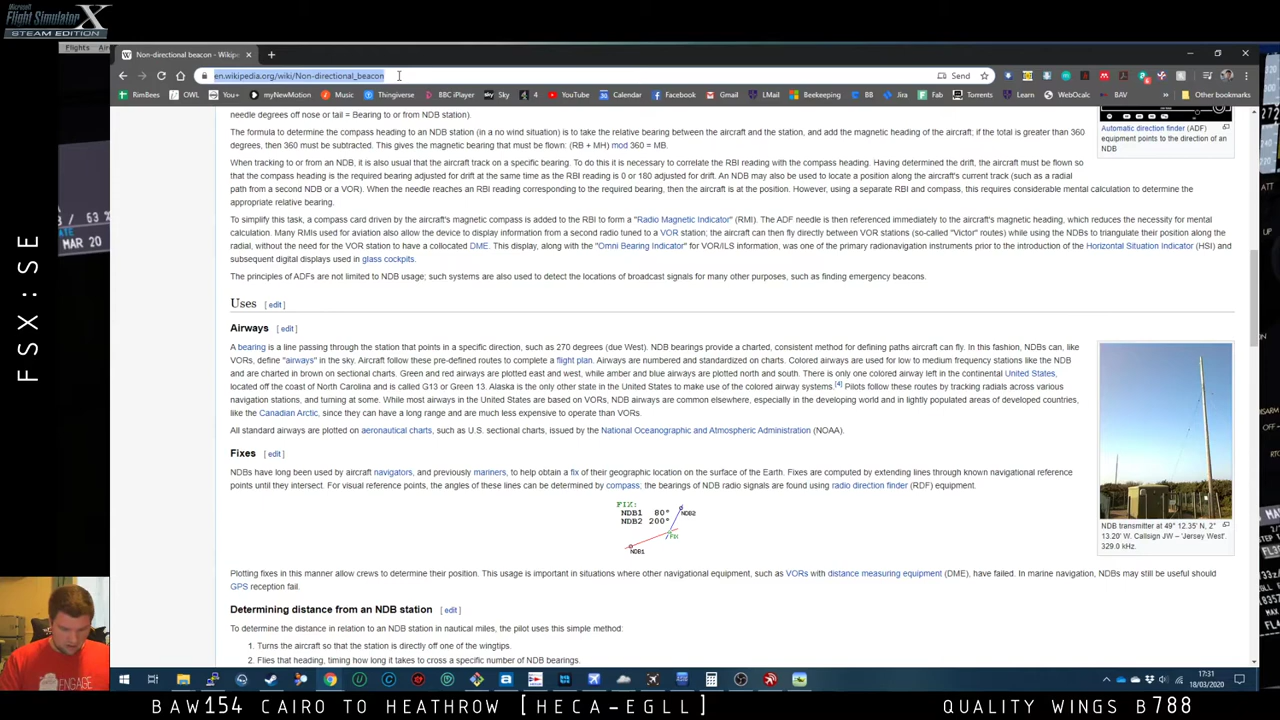 Microsoft
Flight Simulator X
STEAM EDITION
Flights Air
Non-directional beacon - Wikipe
en.wikipedia.org/wiki/Non-directional_beacon
Send
RimBees OWL You+ myNewMotion Music Thingiverse BBC iPlayer Sky 4 YouTube Calendar Facebook Gmail LMail Beekeeping BB Jira Fab Torrents Learn WebOcalc BAV Other bookmarks
needle degrees off nose or tail = Bearing to or from NDB station).
The formula to determine the compass heading to an NDB station (in a no wind situation) is to take the relative bearing between the aircraft and the station, and add the magnetic heading of the aircraft; if the total is greater than 360
degrees, then 360 must be subtracted. This gives the magnetic bearing that must be flown: (RB + MH) mod 360 = MB.
When tracking to or from an NDB, it is also usual that the aircraft track on a specific bearing. To do this it is necessary to correlate the RBI reading with the compass heading. Having determined the drift, the aircraft must be flown so
that the compass heading is the required bearing adjusted for drift at the same time as the RBI reading is 0 or 180 adjusted for drift. An NDB may also be used to locate a position along the aircraft's current track (such as a radial
path from a second NDB or a VOR). When the needle reaches an RBI reading corresponding to the required bearing, then the aircraft is at the position. However, using a separate RBI and compass, this requires considerable mental calculation to determine the
appropriate relative bearing.
To simplify this task, a compass card driven by the aircraft's magnetic compass is added to the RBI to form a "Radio Magnetic Indicator" (RMI). The ADF needle is then referenced immediately to the aircraft's magnetic heading, which reduces the necessity for mental
calculation. Many RMIs used for aviation also allow the device to display information from a second radio tuned to a VOR station; the aircraft can then fly directly between VOR stations (so-called "Victor" routes) while using the NDBs to triangulate their position along the
radial, without the need for the VOR station to have a collocated DME. This display, along with the "Omni Bearing Indicator" for VOR/ILS information, was one of the primary radionavigation instruments prior to the introduction of the Horizontal Situation Indicator (HSI) and
subsequent digital displays used in glass cockpits.
The principles of ADFs are not limited to NDB usage; such systems are also used to detect the locations of broadcast signals for many other purposes, such as finding emergency beacons.
Automatic direction finder (ADF)
equipment points to the direction of an
NDB
Uses [ edit ]
Airways [ edit ]
A bearing is a line passing through the station that points in a specific direction, such as 270 degrees (due West). NDB bearings provide a charted, consistent method for defining paths aircraft can fly. In this fashion, NDBs can, like
VORs, define "airways" in the sky. Aircraft follow these pre-defined routes to complete a flight plan. Airways are numbered and standardized on charts. Colored airways are used for low to medium frequency stations like the NDB
and are charted in brown on sectional charts. Green and red airways are plotted east and west, while amber and blue airways are plotted north and south. There is only one colored airway left in the continental United States,
located off the coast of North Carolina and is called G13 or Green 13. Alaska is the only other state in the United States to make use of the colored airway systems.[4] Pilots follow these routes by tracking radials across various
navigation stations, and turning at some. While most airways in the United States are based on VORs, NDB airways are common elsewhere, especially in the developing world and in lightly populated areas of developed countries,
like the Canadian Arctic, since they can have a long range and are much less expensive to operate than VORs.
All standard airways are plotted on aeronautical charts, such as U.S. sectional charts, issued by the National Oceanographic and Atmospheric Administration (NOAA).
Fixes [ edit ]
NDBs have long been used by aircraft navigators, and previously mariners, to help obtain a fix of their geographic location on the surface of the Earth. Fixes are computed by extending lines through known navigational reference
points until they intersect. For visual reference points, the angles of these lines can be determined by compass; the bearings of NDB radio signals are found using radio direction finder (RDF) equipment.
FIX:
NDB1 80°
NDB2 200°
NDB2
FIX
NDB1
NDB transmitter at 49° 12.35' N, 2°
13.20' W. Callsign JW – 'Jersey West'.
329.0 kHz.
Plotting fixes in this manner allow crews to determine their position. This usage is important in situations where other navigational equipment, such as VORs with distance measuring equipment (DME), have failed. In marine navigation, NDBs may still be useful should
GPS reception fail.
Determining distance from an NDB station [ edit ]
To determine the distance in relation to an NDB station in nautical miles, the pilot uses this simple method:
1. Turns the aircraft so that the station is directly off one of the wingtips.
2. Flies that heading, timing how long it takes to cross a specific number of NDB bearings.
/ 63 %
MAR 20
FSX:SE
ENGAGE
17:31
18/03/2020
BAW154 CAIRO TO HEATHROW [HECA-EGLL]
QUALITY WINGS B788